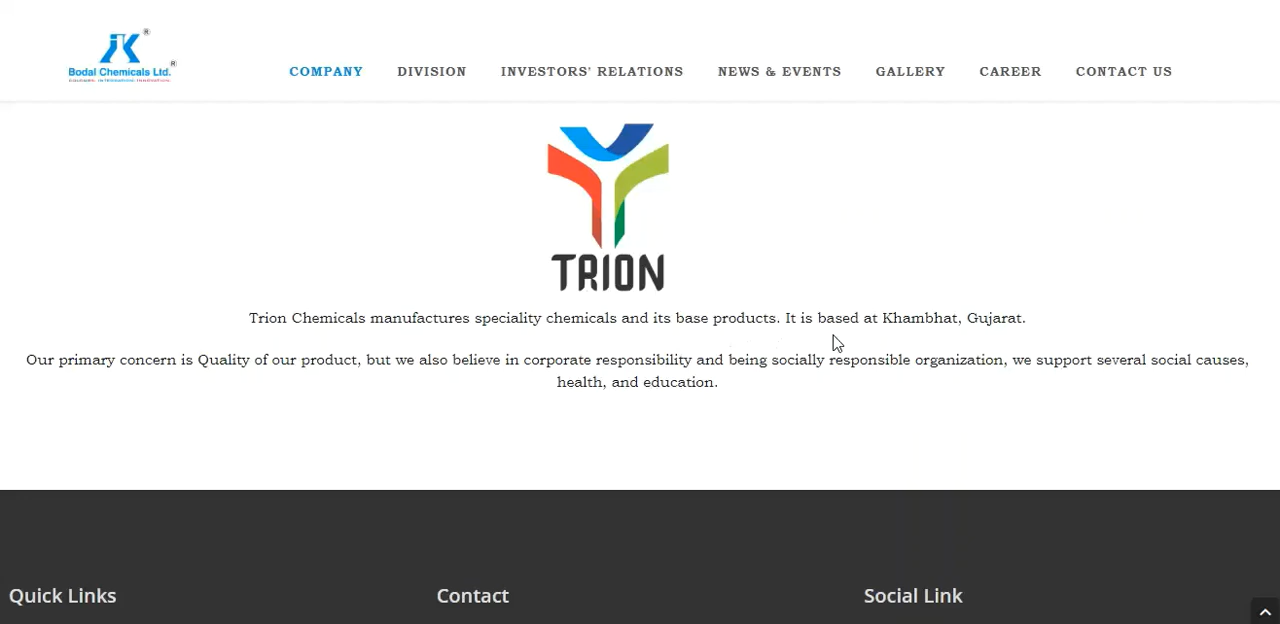 ®
JK
Bodal Chemicals Ltd.®
COMPANY DIVISION INVESTORS' RELATIONS NEWS & EVENTS GALLERY CAREER CONTACT US
TRION
Trion Chemicals manufactures speciality chemicals and its base products. It is based at Khambhat, Gujarat.
Our primary concern is Quality of our product, but we also believe in corporate responsibility and being socially responsible organization, we support several social causes,
health, and education.
Quick Links Contact Social Link